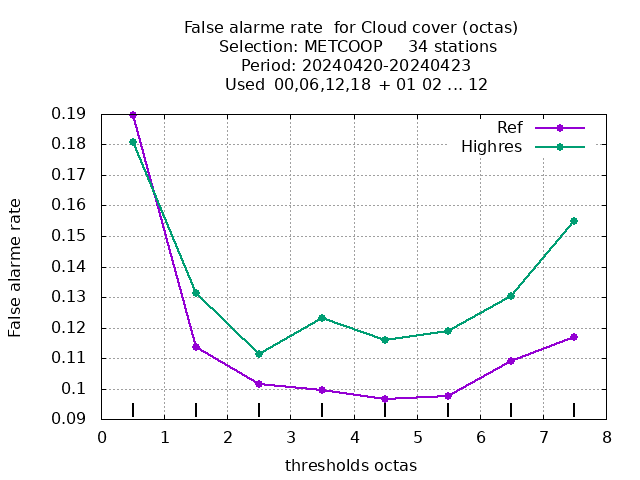 False alarme rate  for Cloud cover (octas)
Selection: METCOOP     34 stations
Period: 20240420-20240423
Used  00,06,12,18  + 01 02 ... 12
0.19
0.18
0.17
0.16
0.15
0.14
0.13
0.12
0.11
0.1
0.09
False alarme rate
Ref
Highres
0 1 2 3 4 5 6 7 8
thresholds octas